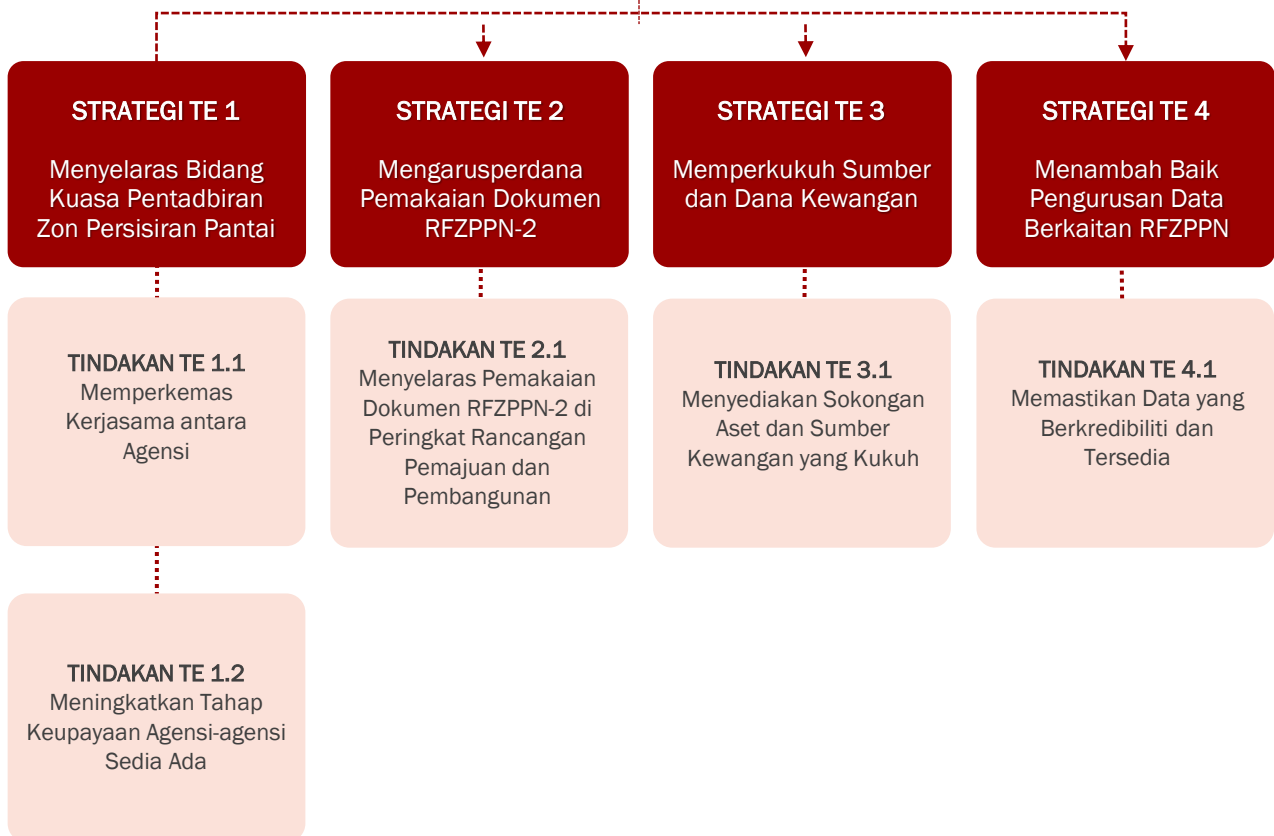 STRATEGI TE 1
Menyelaras Bidang
Kuasa Pentadbiran
Zon Persisiran Pantai
STRATEGI TE 2
Mengarusperdana
Pemakaian Dokumen
RFZPPN-2
STRATEGI TE 3
Memperkukuh Sumber
dan Dana Kewangan
STRATEGI TE 4
Menambah Baik
Pengurusan Data
Berkaitan RFZPPN
TINDAKAN TE 1.1
Memperkemas
Kerjasama antara
Agensi
TINDAKAN TE 2.1
Menyelaras Pemakaian
Dokumen RFZPPN-2 di
Peringkat Rancangan
Pemajuan dan
Pembangunan
TINDAKAN TE 3.1
Menyediakan Sokongan
Aset dan Sumber
Kewangan yang Kukuh
TINDAKAN TE 4.1
Memastikan Data yang
Berkredibiliti dan
Tersedia
TINDAKAN TE 1.2
Meningkatkan Tahap
Keupayaan Agensi-agensi
Sedia Ada